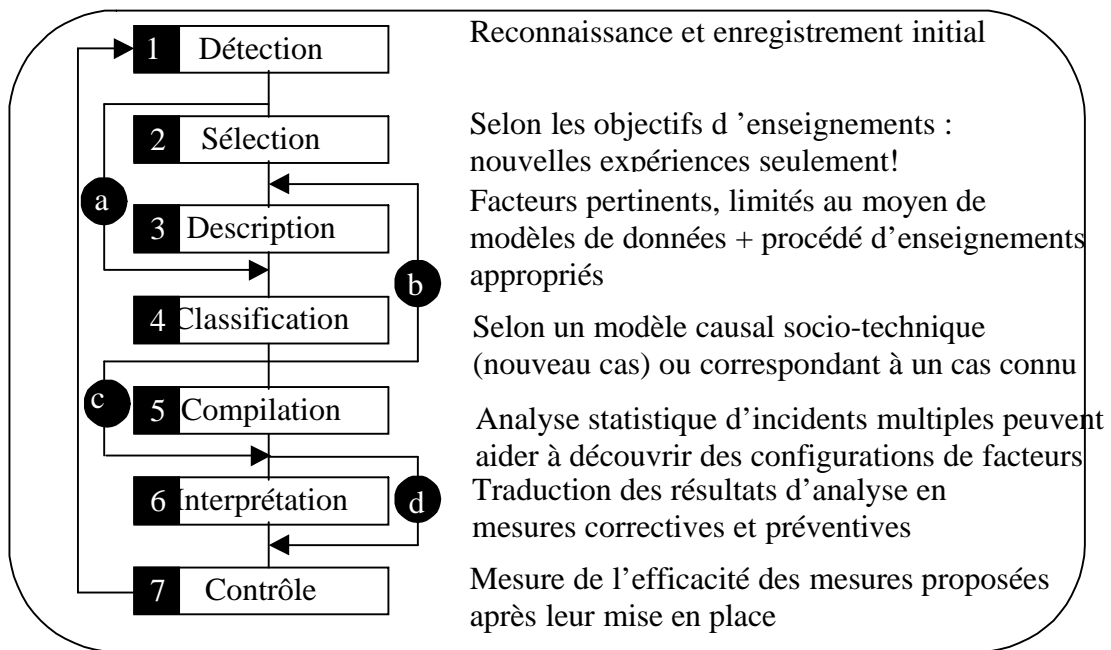 1 Détection
Reconnaissance et enregistrement initial
2 Sélection
Selon les objectifs d ’enseignements :
nouvelles expériences seulement!
a
3 Description
Facteurs pertinents, limités au moyen de
modèles de données + procédé d’enseignements
appropriés
b
4 Classification
Selon un modèle causal socio-technique
(nouveau cas) ou correspondant à un cas connu
c
5 Compilation
Analyse statistique d’incidents multiples peuvent
aider à découvrir des configurations de facteurs
6 Interprétation
d
Traduction des résultats d’analyse en
mesures correctives et préventives
7 Contrôle
Mesure de l’efficacité des mesures proposées
après leur mise en place